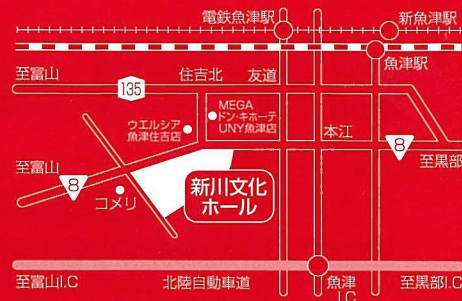 電鉄魚津駅
新魚津駅
魚津駅
至富山
135
住吉北
友道
MEGA
ドン・キホーテ
UNY魚津店
ウエルシア
魚津住吉店
本江
8
至黒部
至富山
8
コメリ
新川文化
ホール
至富山I.C
北陸自動車道
魚津
I.C
至黒部I.C